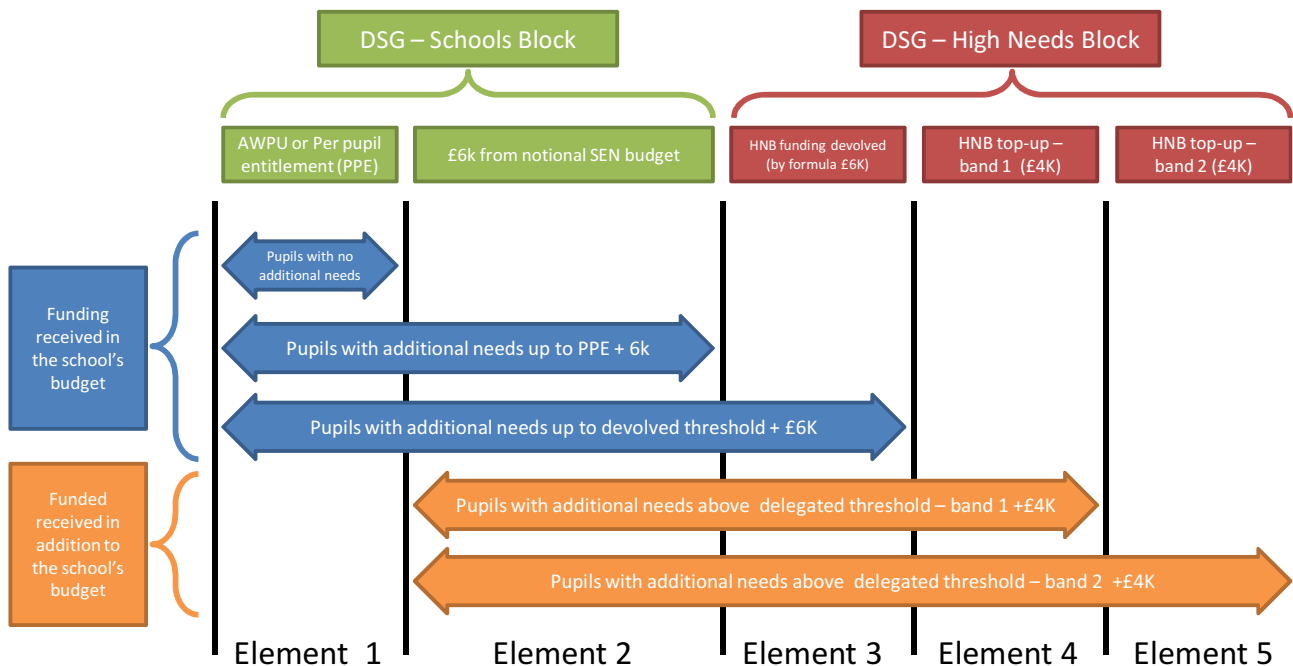 DSG – Schools Block
DSG – High Needs Block
AWPU or Per pupil
entitlement (PPE)
£6k from notional SEN budget
HNB funding devolved
(by formula £6K)
HNB top-up –
band 1 (£4K)
HNB top-up –
band 2 (£4K)
Funding
received in
the school's
budget
Pupils with no
additional needs
Pupils with additional needs up to PPE + 6k
Pupils with additional needs up to devolved threshold + £6K
Funded
received in
addition to
the school's
budget
Pupils with additional needs above delegated threshold – band 1 +£4K
Pupils with additional needs above delegated threshold – band 2 +£4K
Element 1
Element 2
Element 3
Element 4
Element 5